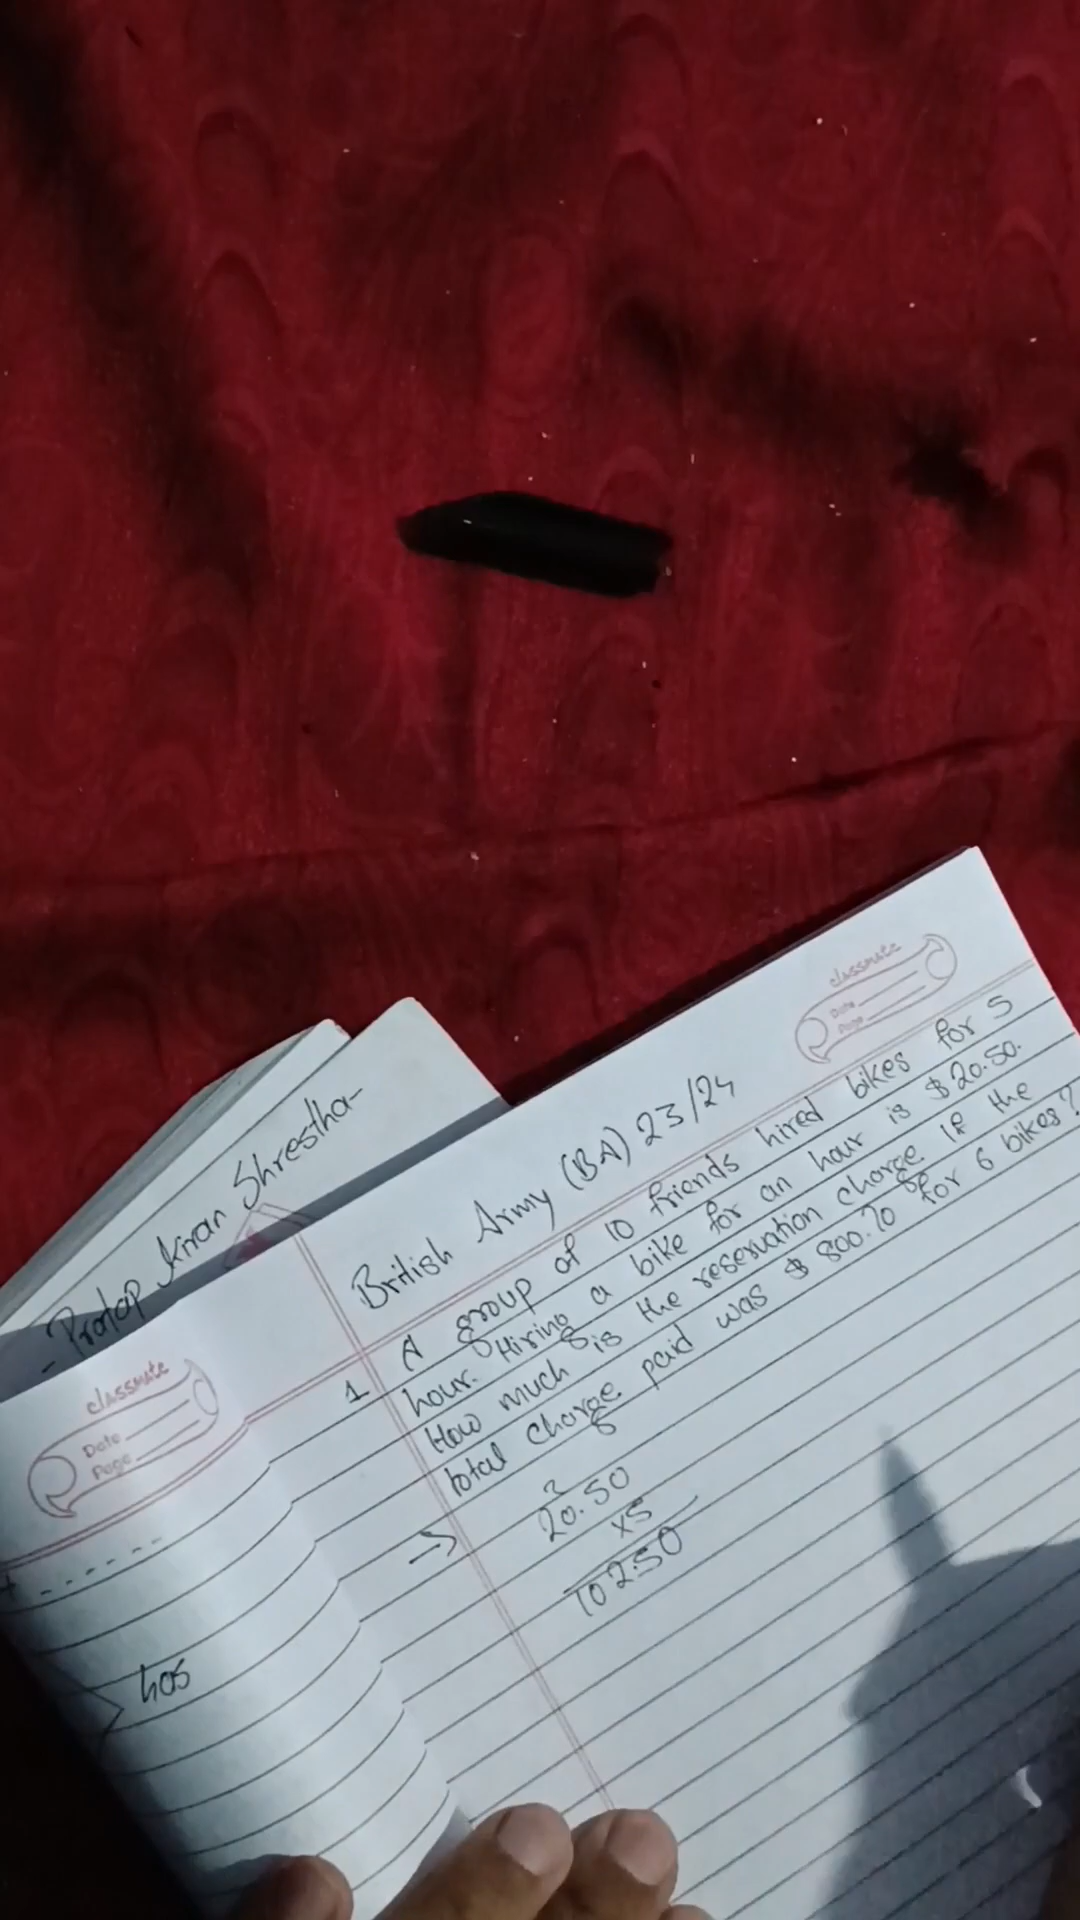 - Pratap Kiran Shrestha-
classmate
Date
Page
British Army (BA) 23/24
1 A group of 10 friends hired bikes for 5
hour. Hiring a bike for an hour is $20.50.
How much is the reservation charge if the
total charge paid was $ 800.70 for 6 bikes?
→ 2
20.50
x5
102.50
classmate
Date
Page
+ - - - - - -
hos